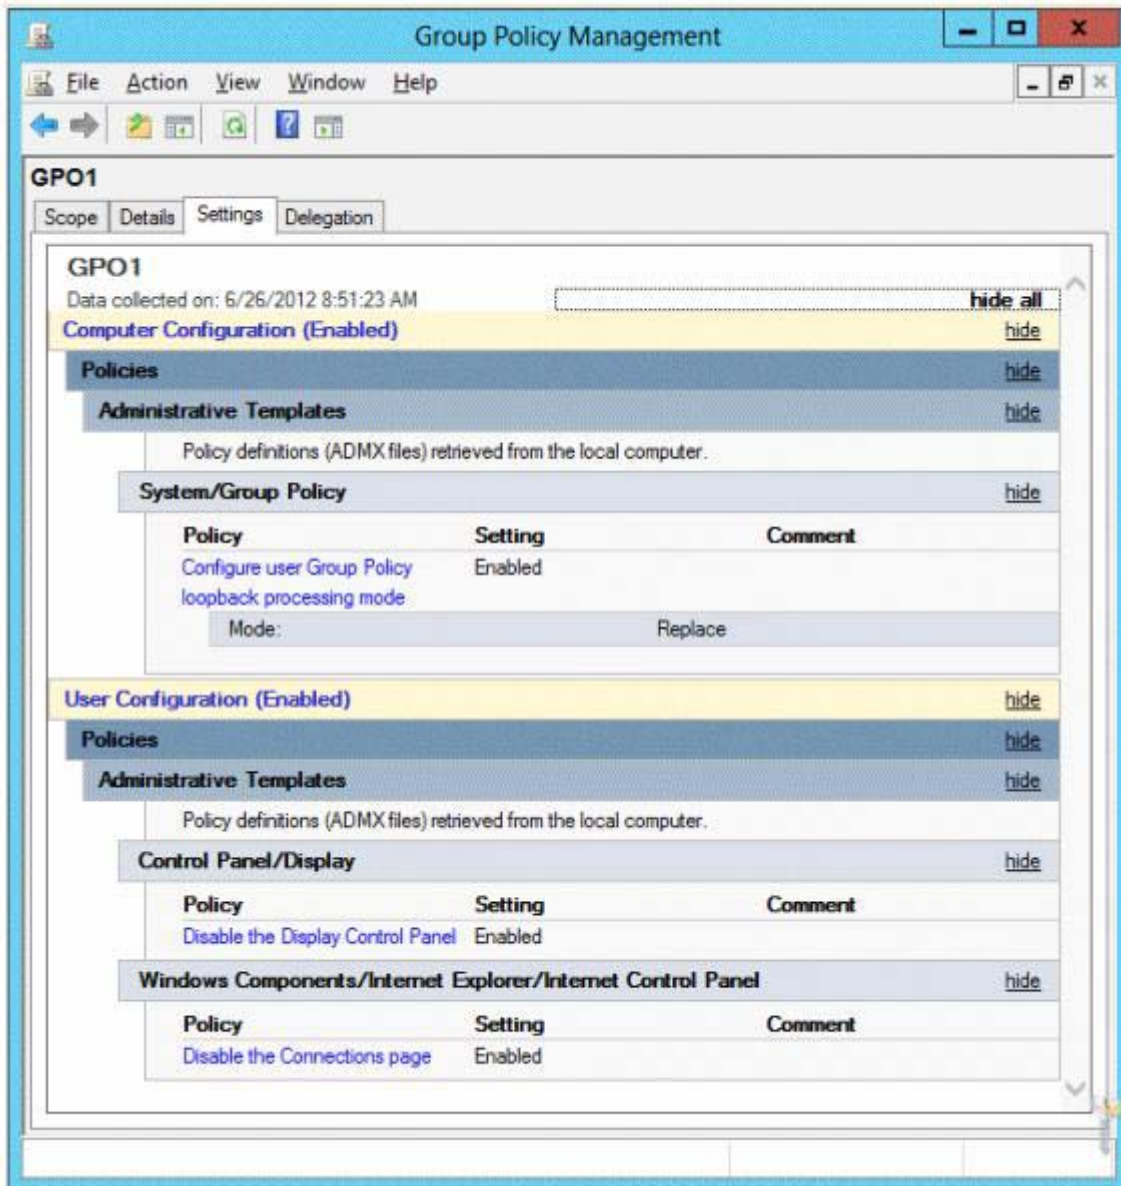 Group Policy Management
File Action View Window Help
GPO1
Scope Details Settings Delegation
GPO1
Data collected on: 6/26/2012 8:51:23 AM hide all
Computer Configuration (Enabled) hide
Policies hide
Administrative Templates hide
Policy definitions (ADMX files) retrieved from the local computer.
System/Group Policy hide
Policy Setting Comment
Configure user Group Policy Enabled
loopback processing mode
Mode: Replace
User Configuration (Enabled) hide
Policies hide
Administrative Templates hide
Policy definitions (ADMX files) retrieved from the local computer.
Control Panel/Display hide
Policy Setting Comment
Disable the Display Control Panel Enabled
Windows Components/Internet Explorer/Internet Control Panel hide
Policy Setting Comment
Disable the Connections page Enabled